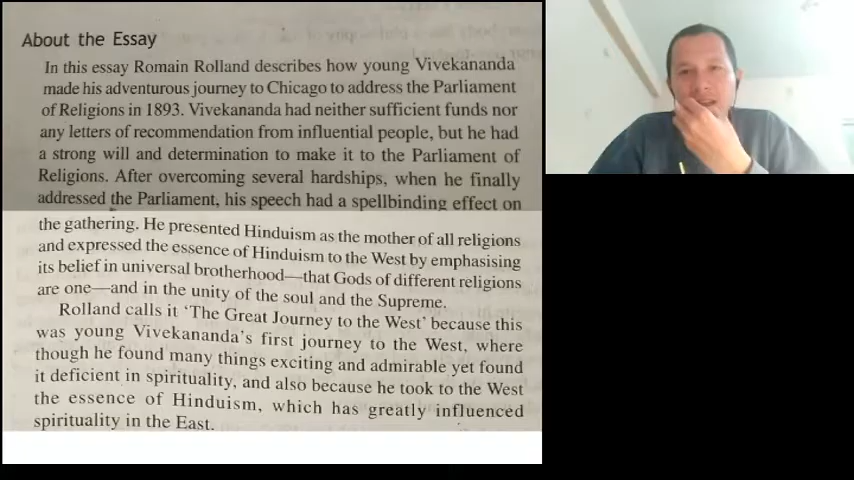 About the Essay
In this essay Romain Rolland describes how young Vivekananda
made his adventurous journey to Chicago to address the Parliament
of Religions in 1893. Vivekananda had neither sufficient funds nor
any letters of recommendation from influential people, but he had
a strong will and determination to make it to the Parliament of
Religions. After overcoming several hardships, when he finally
addressed the Parliament, his speech had a spellbinding effect on
the gathering. He presented Hinduism as the mother of all religions
and expressed the essence of Hinduism to the West by emphasising
its belief in universal brotherhood—that Gods of different religions
are one—and in the unity of the soul and the Supreme.
Rolland calls it ‘The Great Journey to the West’ because this
was young Vivekananda’s first journey to the West, where
though he found many things exciting and admirable yet found
it deficient in spirituality, and also because he took to the West
the essence of Hinduism, which has greatly influenced
spirituality in the East.